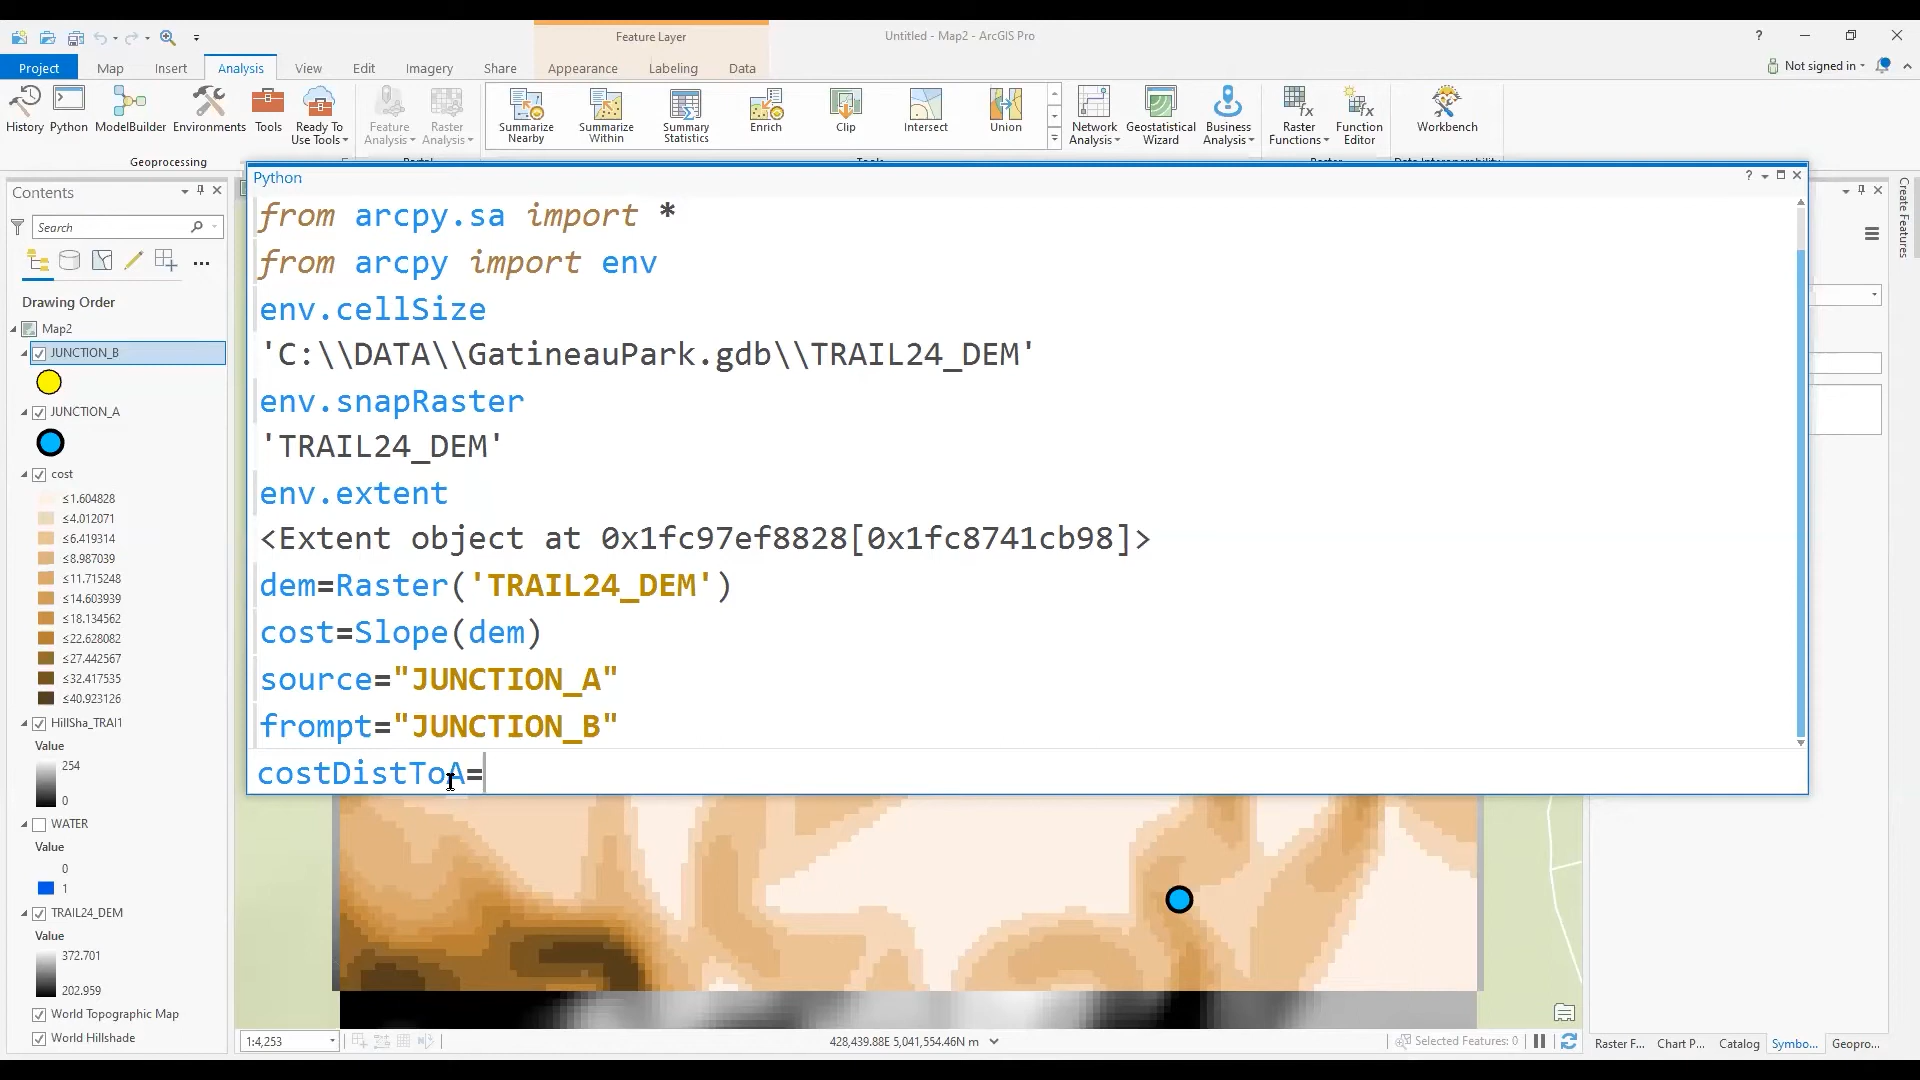 Feature Layer
Untitled - Map2 - ArcGIS Pro
?
Project Map Insert Analysis View Edit Imagery Share Appearance Labeling Data
Not signed in
History Python ModelBuilder Environments Tools Ready To Use Tools
Feature Analysis Raster Analysis
Summarize Nearby Summarize Within Summary Statistics Enrich Clip Intersect Union
Network Analysis Geostatistical Wizard Business Analysis Raster Functions Function Editor Workbench
Geoprocessing
Contents
Search
Drawing Order
Map2
JUNCTION_B
JUNCTION_A
cost
≤1.604828
≤4.012071
≤6.419314
≤8.987039
≤11.715248
≤14.603939
≤18.134562
≤22.628082
≤27.442567
≤32.417535
≤40.923126
HillSha_TRAI1
Value
254
0
WATER
Value
0
1
TRAIL24_DEM
Value
372.701
202.959
World Topographic Map
World Hillshade
Python
?
from arcpy.sa import *
from arcpy import env
env.cellSize
'C:\\DATA\\GatineauPark.gdb\\TRAIL24_DEM'
env.snapRaster
'TRAIL24_DEM'
env.extent
<Extent object at 0x1fc97ef8828[0x1fc8741cb98]>
dem=Raster('TRAIL24_DEM')
cost=Slope(dem)
source="JUNCTION_A"
frompt="JUNCTION_B"
costDistToA=
Create Features
1:4,253
428,439.88E 5,041,554.46N m
Selected Features: 0
Raster F... Chart P... Catalog Symbo... Geopro...